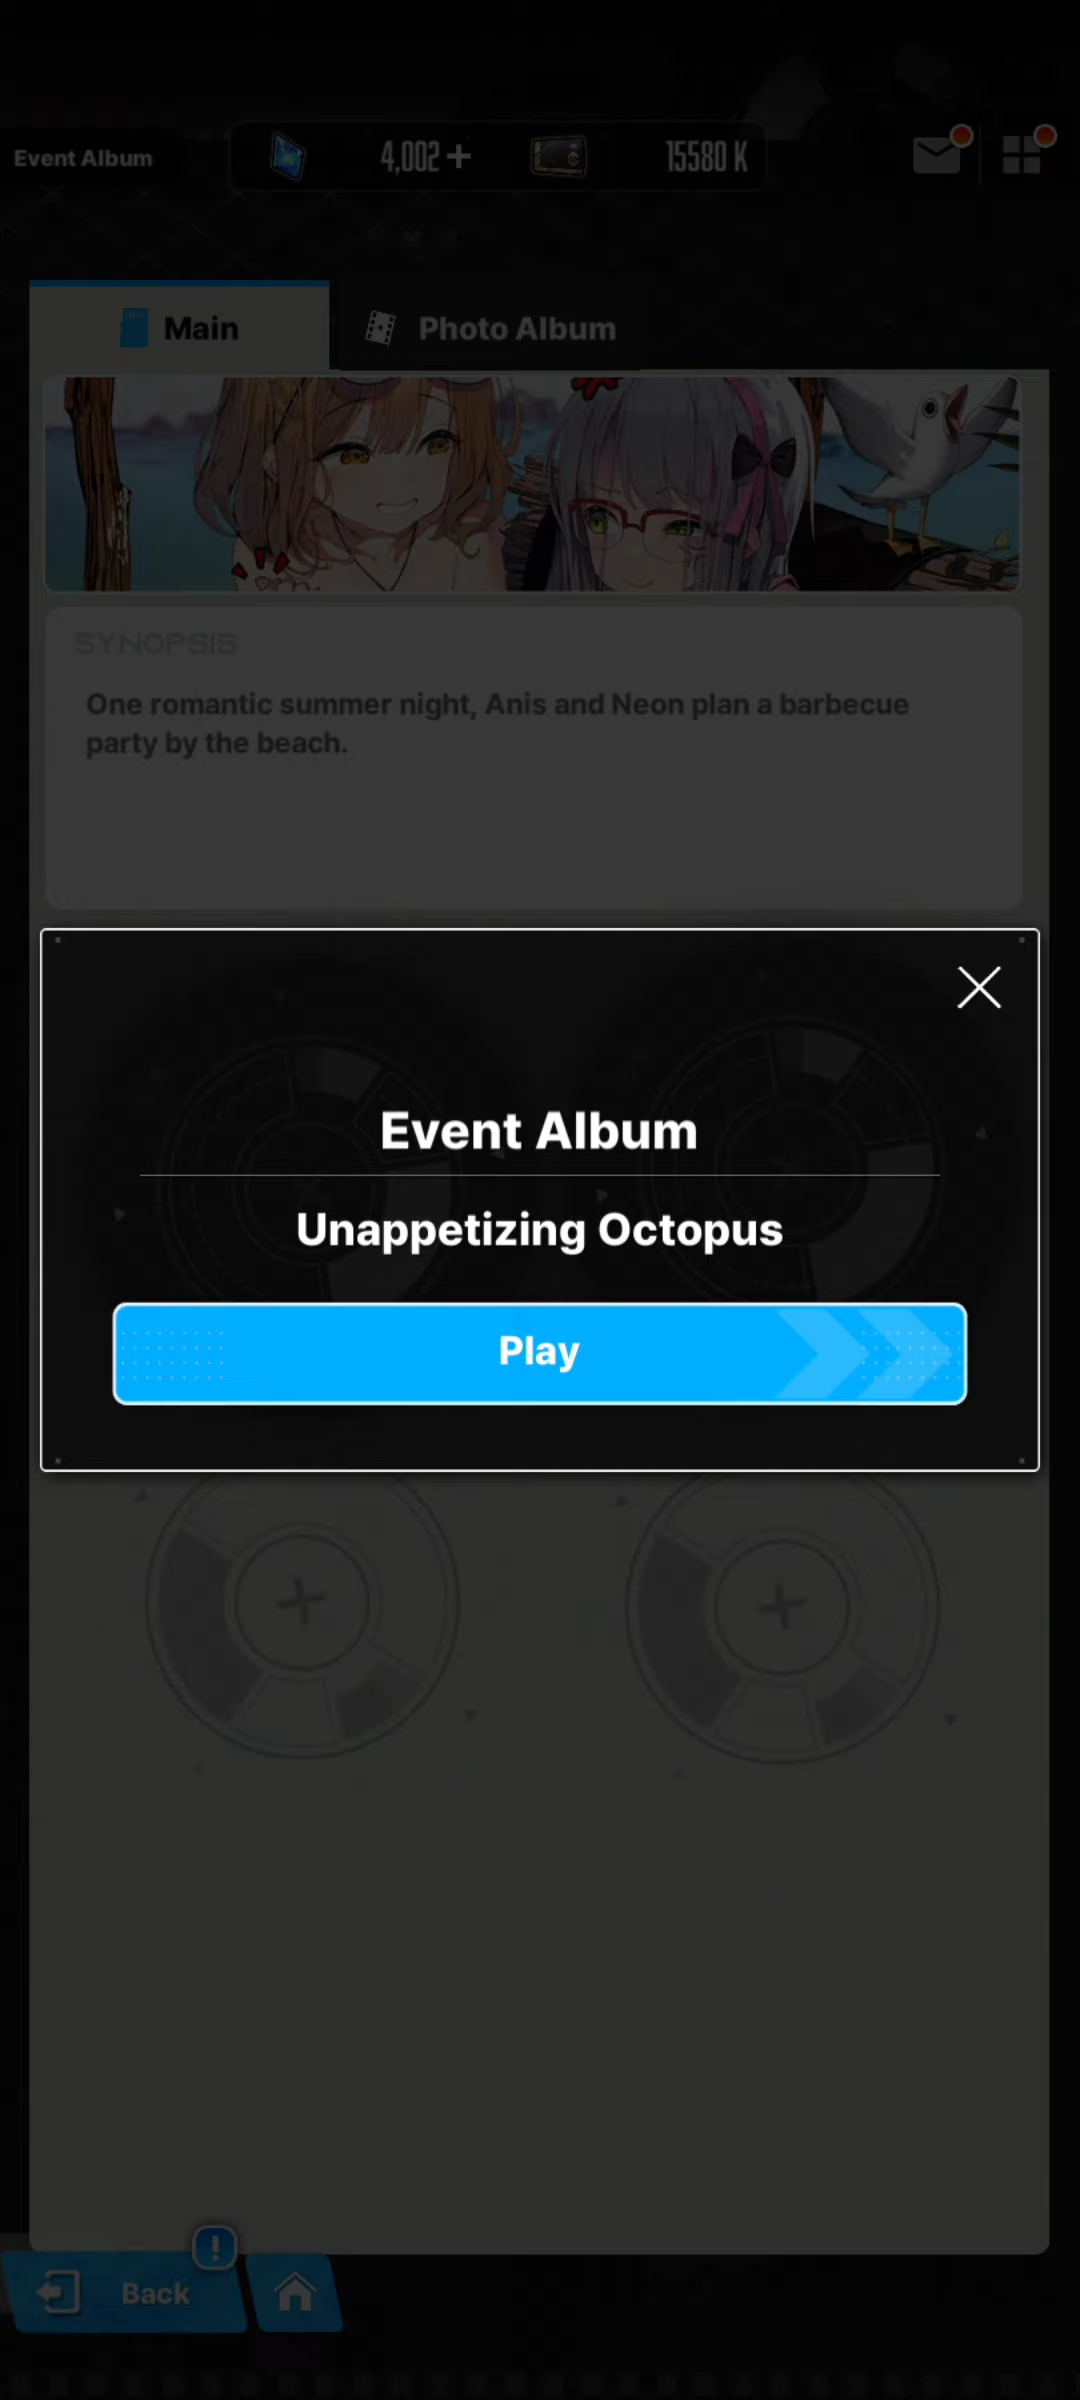 Event Album
4,002
15580 K
Main
Photo Album
SYNOPSIS
One romantic summer night, Anis and Neon plan a barbecue
party by the beach.
Event Album
Unappetizing Octopus
Play
Back